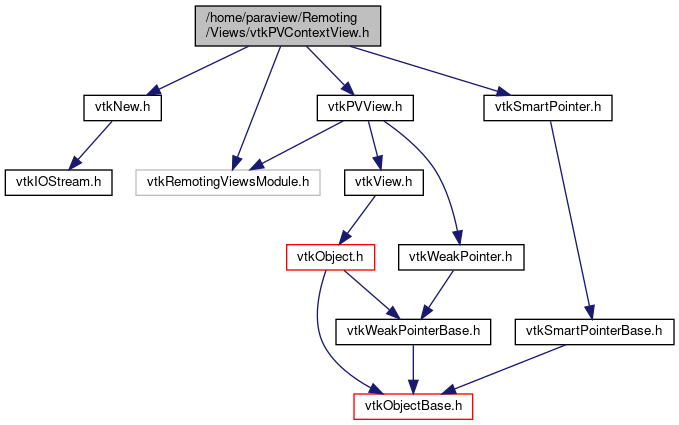 /home/paraview/Remoting
/Views/vtkPVContextView.h
vtkNew.h
vtkPVView.h
vtkSmartPointer.h
vtkIOStream.h
vtkRemotingViewsModule.h
vtkView.h
vtkObject.h
vtkWeakPointer.h
vtkWeakPointerBase.h
vtkSmartPointerBase.h
vtkObjectBase.h